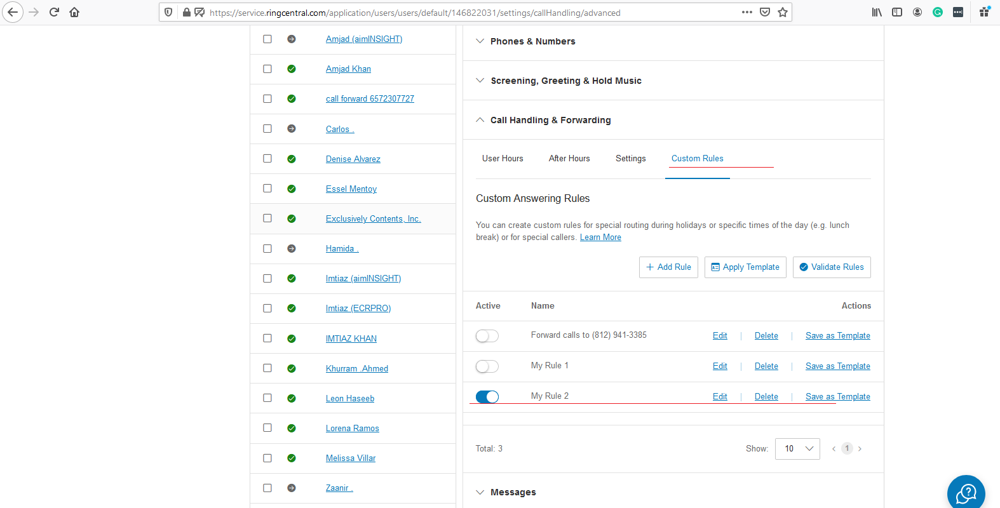 https://service.ringcentral.com/application/users/users/default/146822031/settings/callHandling/advanced
Amjad (aimINSIGHT)
Amjad Khan
call forward 6572307727
Carlos .
Denise Alvarez
Essel Mentoy
Exclusively Contents, Inc.
Hamida .
Imtiaz (aimINSIGHT)
Imtiaz (ECRPRO)
IMTIAZ KHAN
Khurram .Ahmed
Leon Haseeb
Lorena Ramos
Melissa Villar
Zaanir .
Phones & Numbers
Screening, Greeting & Hold Music
Call Handling & Forwarding
User Hours After Hours Settings Custom Rules
Custom Answering Rules
You can create custom rules for special routing during holidays or specific times of the day (e.g. lunch
break) or for special callers. Learn More
Add Rule Apply Template Validate Rules
Active Name Actions
Forward calls to (812) 941-3385 Edit | Delete | Save as Template
My Rule 1 Edit | Delete | Save as Template
My Rule 2 Edit | Delete | Save as Template
Total: 3 Show: 10 < 1 >
Messages